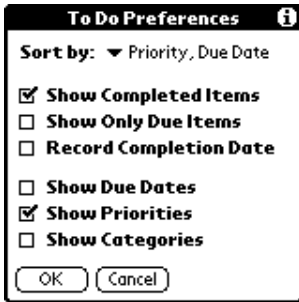 To Do Preferences i
Sort by: Priority, Due Date
Show Completed Items
Show Only Due Items
Record Completion Date
Show Due Dates
Show Priorities
Show Categories
OK Cancel